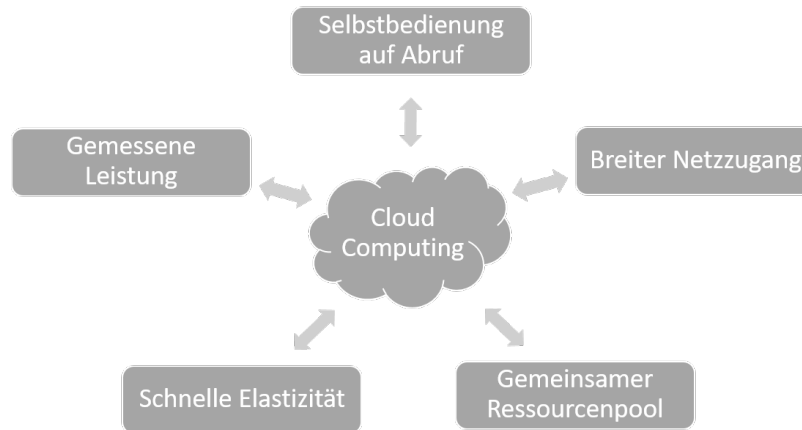 Selbstbedienung
auf Abruf
Gemessene
Leistung
Breiter Netzzugang
Cloud
Computing
Schnelle Elastizität
Gemeinsamer
Ressourcenpool